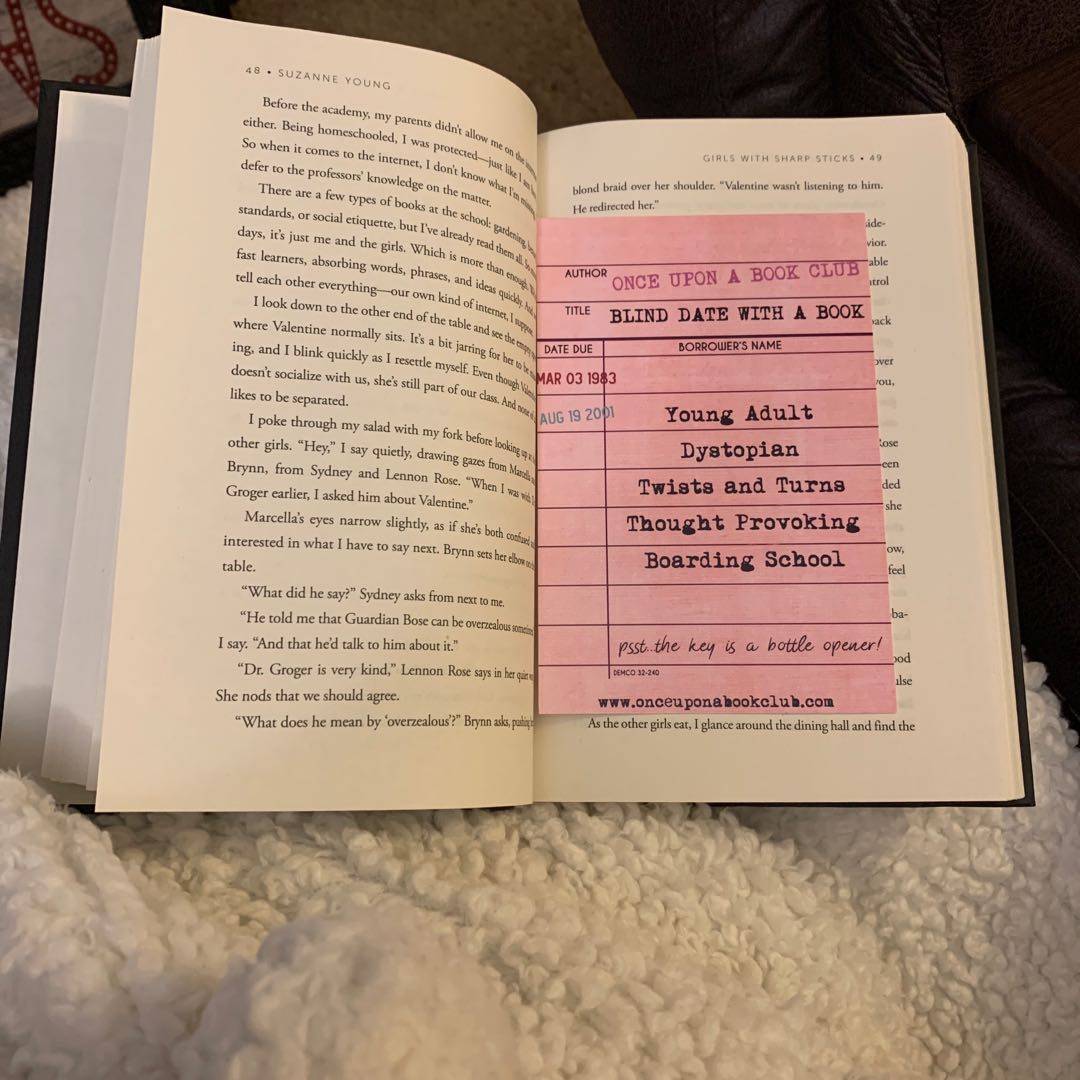 48 • SUZANNE YOUNG
Before the academy, my parents didn't allow me on the
either. Being homeschooled, I was protected—just like I am
So when it comes to the internet, I don't know what I'm
defer to the professors' knowledge on the matter.
There are a few types of books at the school: gardening,
standards, or social etiquette, but I've already read them all. So
days, it's just me and the girls. Which is more than enough.
fast learners, absorbing words, phrases, and ideas quickly. And
tell each other everything—our own kind of internet, I suppose.
I look down to the other end of the table and see the empty
where Valentine normally sits. It's a bit jarring for her to be
ing, and I blink quickly as I resettle myself. Even though
doesn't socialize with us, she's still part of our class. And none
likes to be separated.
I poke through my salad with my fork before looking up at
other girls. "Hey," I say quietly, drawing gazes from Marcella
Brynn, from Sydney and Lennon Rose. "When I was with
Groger earlier, I asked him about Valentine."
Marcella's eyes narrow slightly, as if she's both confused
interested in what I have to say next. Brynn sets her elbow on
table.
"What did he say?" Sydney asks from next to me.
"He told me that Guardian Bose can be overzealous
I say. "And that he'd talk to him about it."
"Dr. Groger is very kind," Lennon Rose says in her quiet
She nods that we should agree.
"What does he mean by 'overzealous'?" Brynn asks,
GIRLS WITH SHARP STICKS • 49
blond braid over her shoulder. "Valentine wasn't listening to him.
He redirected her."
AUTHOR ONCE UPON A BOOK CLUB
TITLE BLIND DATE WITH A BOOK
DATE DUE BORROWER'S NAME
MAR 03 1983
AUG 19 2001 Young Adult
Dystopian
Twists and Turns
Thought Provoking
Boarding School
psst..the key is a bottle opener!
DEMCO 32-240
www.onceuponabookclub.com
As the other girls eat, I glance around the dining hall and find the